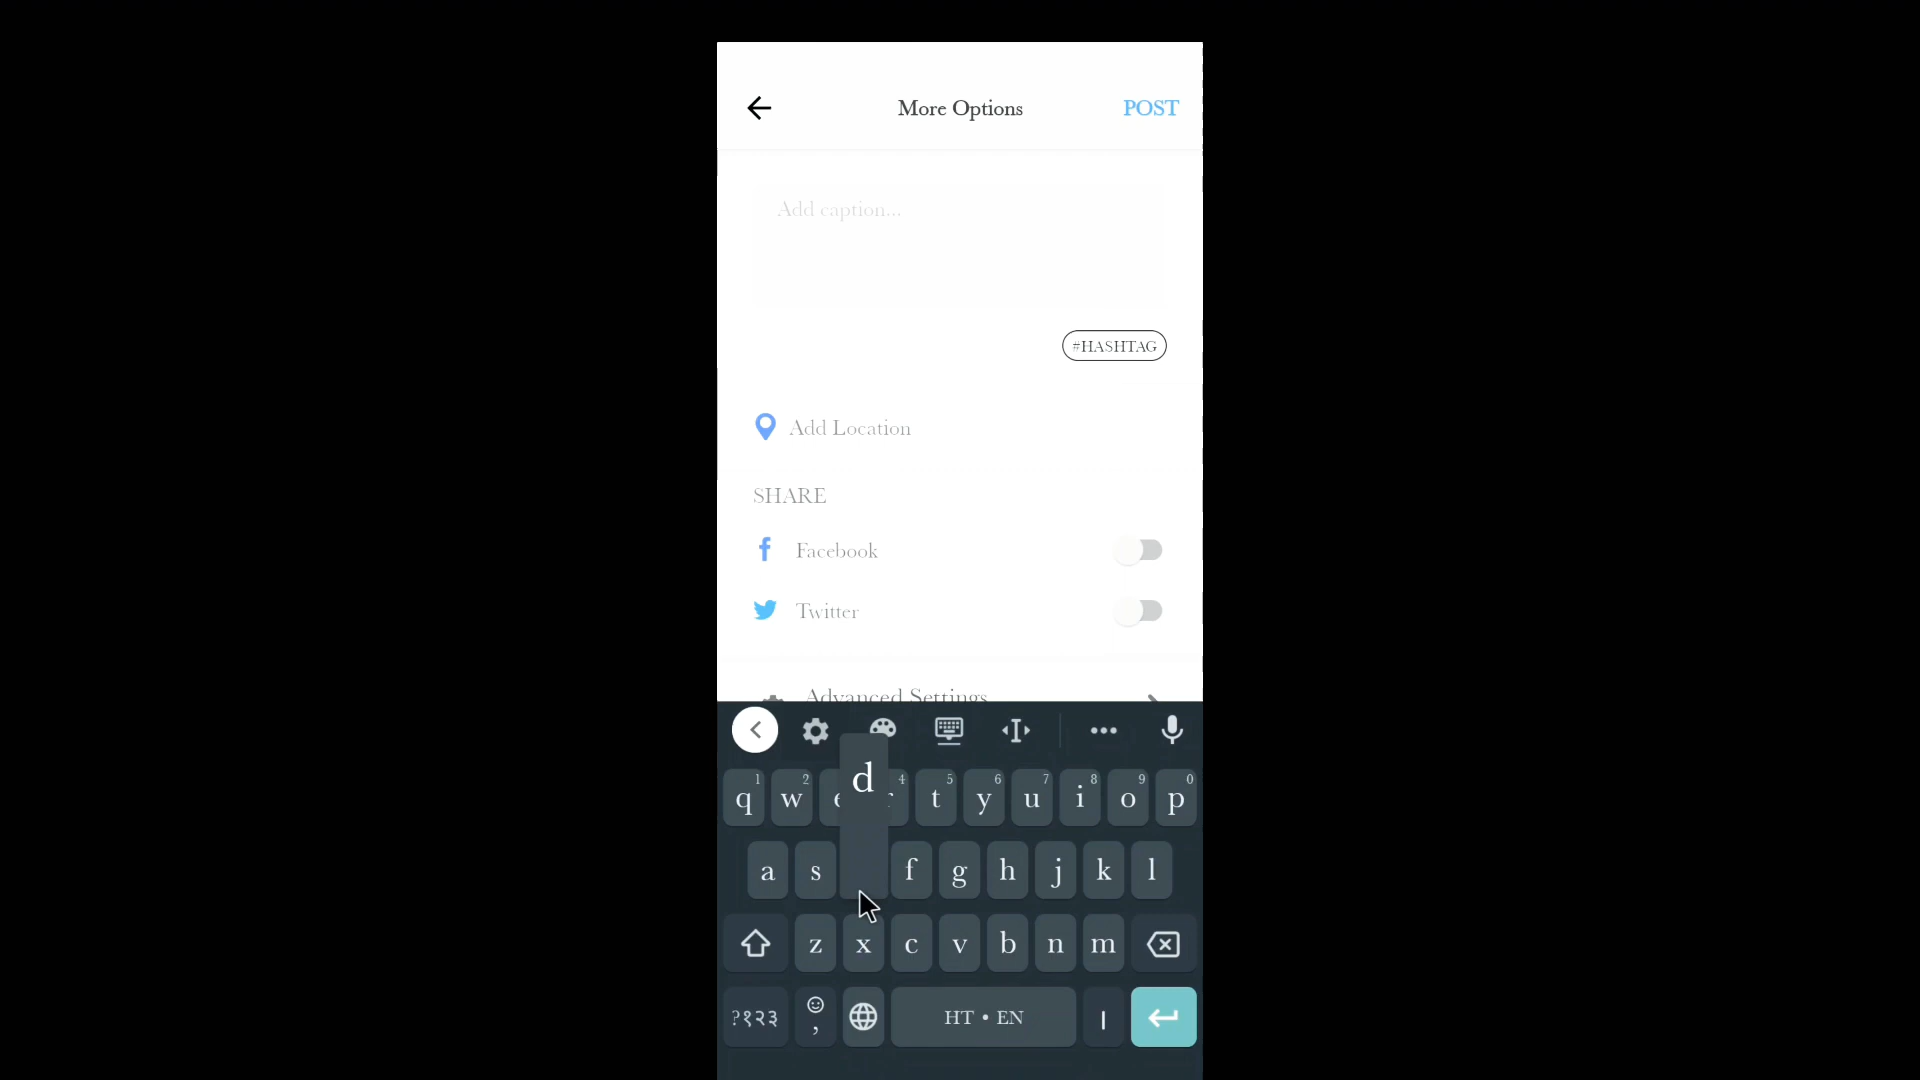 More Options
POST
Add caption...
#HASHTAG
Add Location
SHARE
Facebook
Twitter
Advanced Settings
d
1 2 4 5 6 7 8 9 0
q w e r t y u i o p
a s f g h j k l
z x c v b n m
?१२३ , HT • EN ।